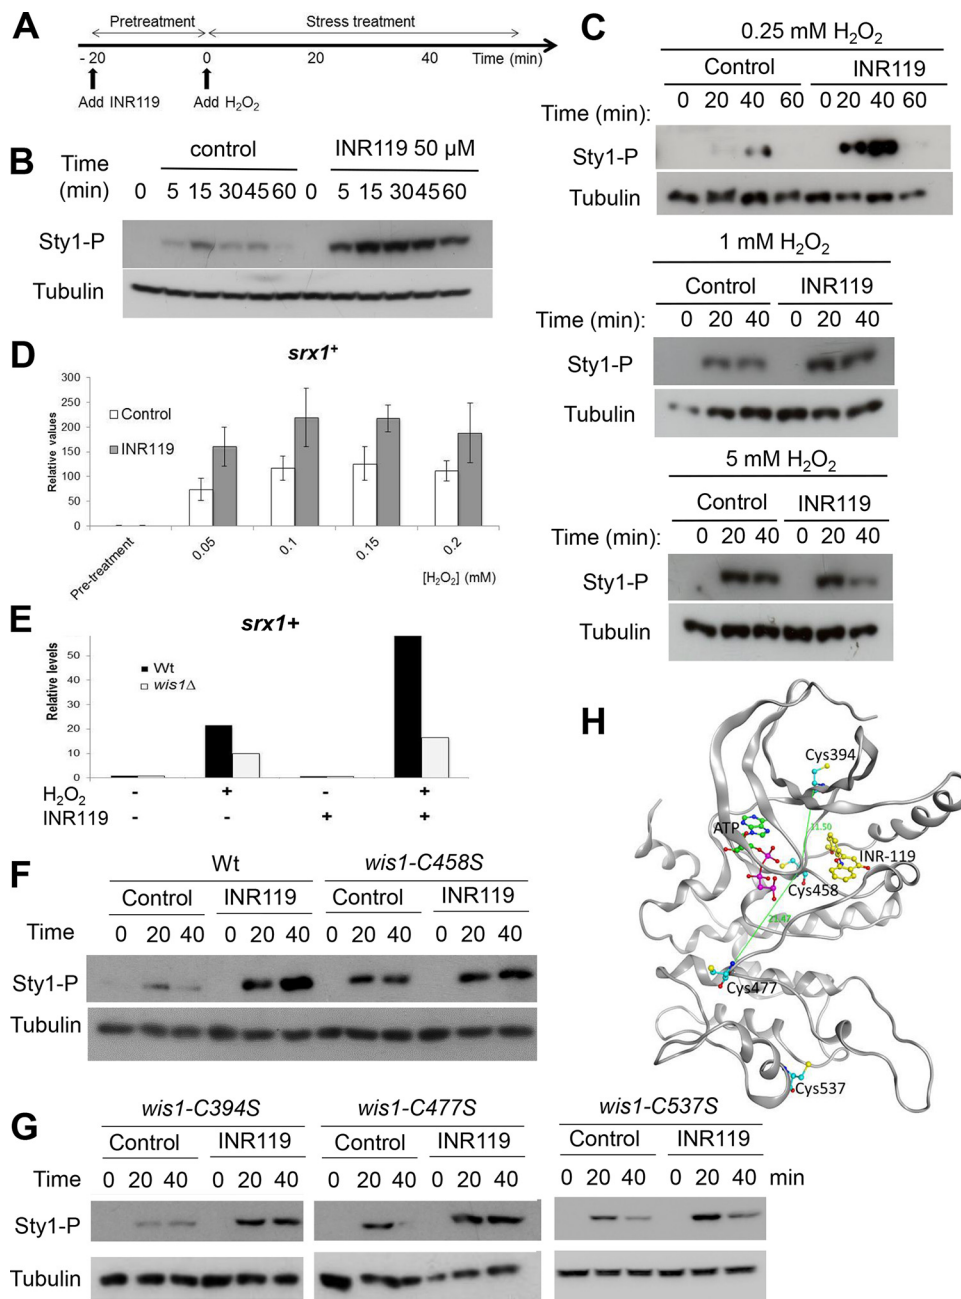 A
Pretreatment
Stress treatment
- 20
0
20
40
Time (min)
Add INR119
Add H₂O₂
B
Time
(min)
control
INR119 50 µM
0 5 15 30 45 60 0 5 15 30 45 60
Sty1-P
Tubulin
C
0.25 mM H₂O₂
Control
INR119
Time (min):
0 20 40 60 0 20 40 60
Sty1-P
Tubulin
1 mM H₂O₂
Control
INR119
Time (min):
0 20 40 0 20 40
Sty1-P
Tubulin
5 mM H₂O₂
Control
INR119
Time (min):
0 20 40 0 20 40
Sty1-P
Tubulin
D
srx1⁺
Relative values
300
250
200
150
100
50
0
Control
INR119
Pre-treatment
0.05
0.1
0.15
0.2
[H₂O₂] (mM)
E
srx1+
Relative levels
50
40
30
20
10
0
Wt
wis1Δ
H₂O₂ - + - +
INR119 - - + +
F
Wt
wis1-C458S
Control INR119 Control INR119
Time 0 20 40 0 20 40 0 20 40 0 20 40
Sty1-P
Tubulin
G
wis1-C394S
wis1-C477S
wis1-C537S
Control INR119 Control INR119 Control INR119
Time 0 20 40 0 20 40 0 20 40 0 20 40 0 20 40 0 20 40 min
Sty1-P
Tubulin
H
Cys394
ATP
11.50
INR-119
Cys458
21.47
Cys477
Cys537